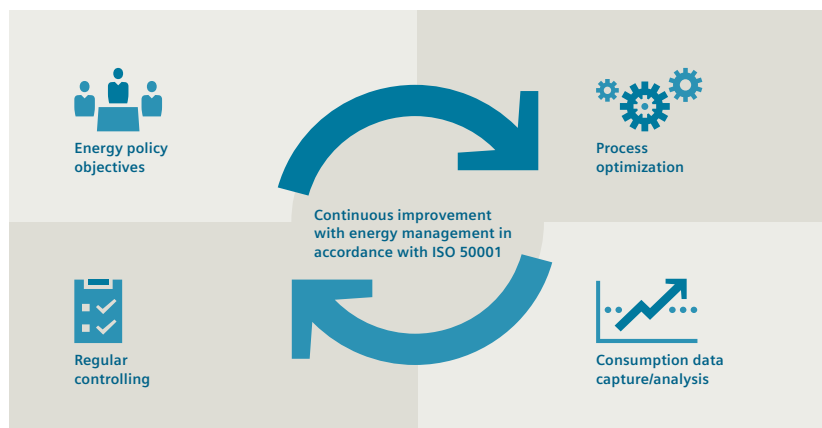 Energy policy
objectives
Process
optimization
Continuous improvement
with energy management in
accordance with ISO 50001
Regular
controlling
Consumption data
capture/analysis